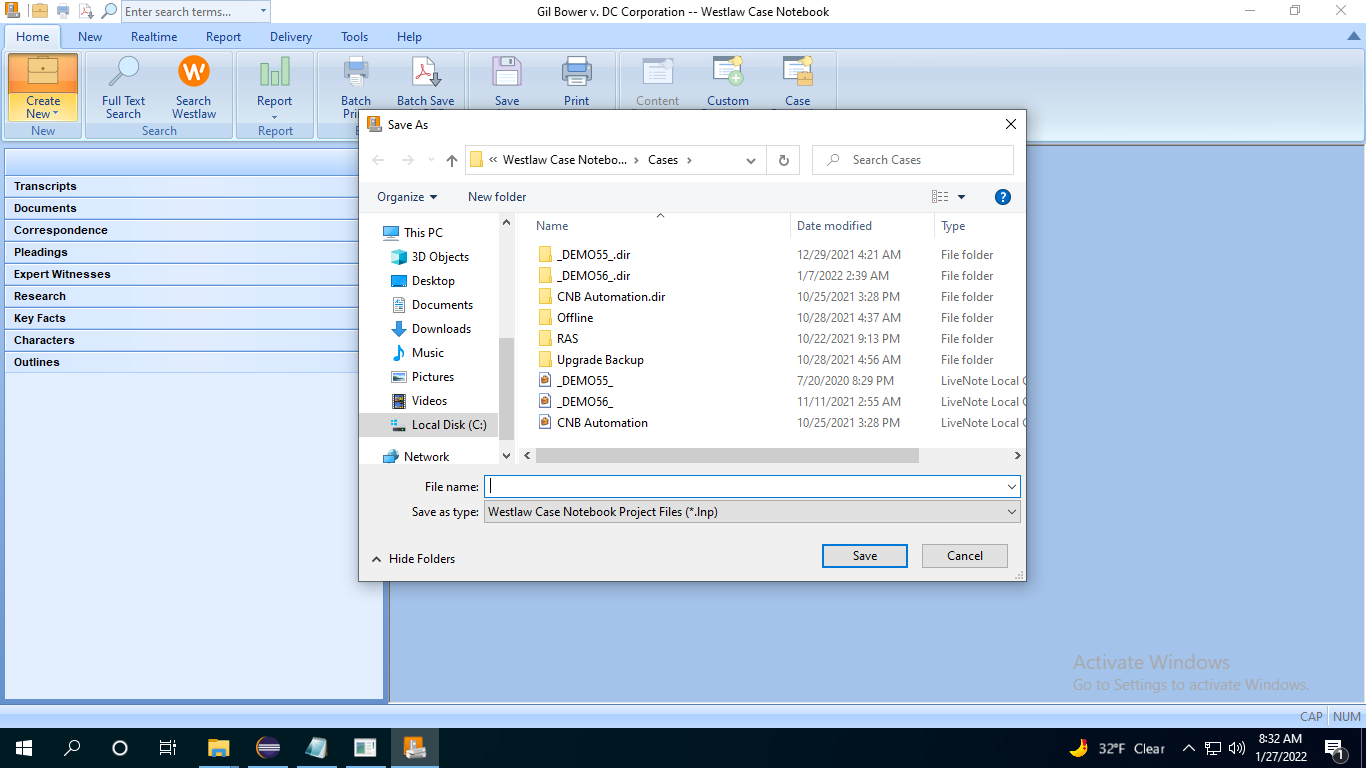 Enter search terms...
Gil Bower v. DC Corporation -- Westlaw Case Notebook
Home New Realtime Report Delivery Tools Help
Create New
Full Text Search
Search Westlaw
Report
Batch
Batch Save
Save
Print
Content
Custom
Case
New Search Report
Save As
Westlaw Case Notebo... Cases
Search Cases
Organize New folder
Transcripts
Documents
Correspondence
Pleadings
Expert Witnesses
Research
Key Facts
Characters
Outlines
This PC
3D Objects
Desktop
Documents
Downloads
Music
Pictures
Videos
Local Disk (C:)
Network
Name Date modified Type
_DEMO55_.dir 12/29/2021 4:21 AM File folder
_DEMO56_.dir 1/7/2022 2:39 AM File folder
CNB Automation.dir 10/25/2021 3:28 PM File folder
Offline 10/28/2021 4:37 AM File folder
RAS 10/22/2021 9:13 PM File folder
Upgrade Backup 10/28/2021 4:56 AM File folder
_DEMO55_ 7/20/2020 8:29 PM LiveNote Local
_DEMO56_ 11/11/2021 2:55 AM LiveNote Local
CNB Automation 10/25/2021 3:28 PM LiveNote Local
File name:
Save as type: Westlaw Case Notebook Project Files (*.lnp)
Hide Folders
Save
Cancel
Activate Windows
Go to Settings to activate Windows.
CAP NUM
32°F Clear
8:32 AM
1/27/2022
1